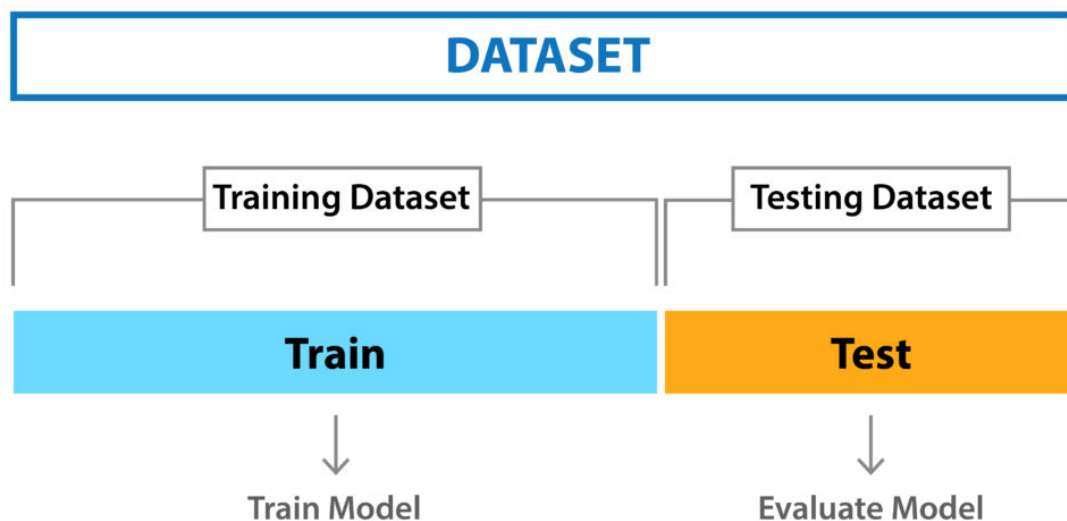 DATASET
Training Dataset
Testing Dataset
Train
Test
Train Model
Evaluate Model